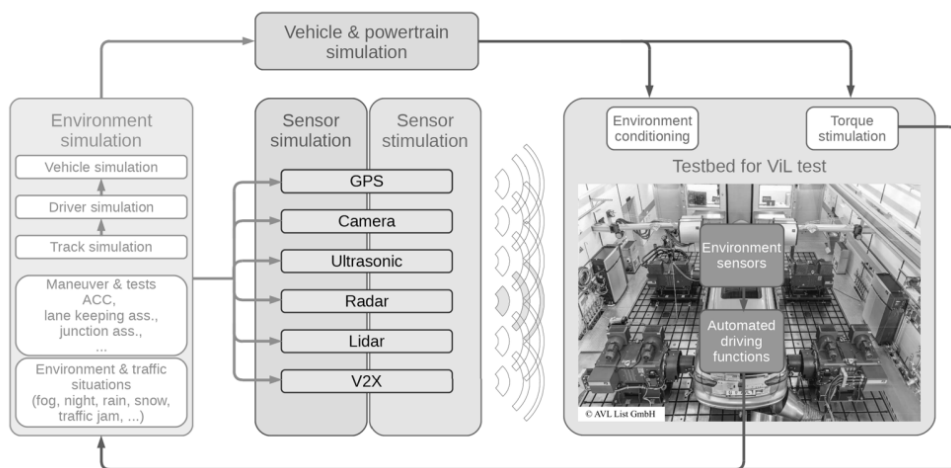 Vehicle & powertrain
simulation
Environment
simulation
Vehicle simulation
Driver simulation
Track simulation
Maneuver & tests
ACC,
lane keeping ass.,
junction ass.,
...
Environment & traffic
situations
(fog, night, rain, snow,
traffic jam, ...)
Sensor
simulation
Sensor
stimulation
GPS
Camera
Ultrasonic
Radar
Lidar
V2X
Environment
conditioning
Torque
stimulation
Testbed for ViL test
Environment
sensors
Automated
driving
functions
© AVL List GmbH